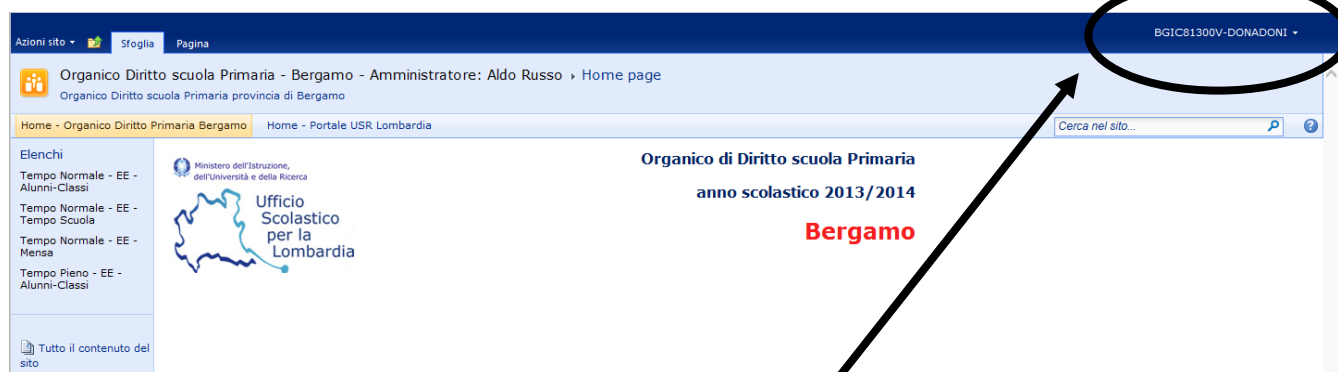 BGIC81300V-DONADONI
Azioni sito
Sfoglia
Pagina
Organico Diritto scuola Primaria - Bergamo - Amministratore: Aldo Russo › Home page
Organico Diritto scuola Primaria provincia di Bergamo
Home - Organico Diritto Primaria Bergamo
Home - Portale USR Lombardia
Cerca nel sito...
Elenchi
Tempo Normale - EE -
Alunni-Classi
Tempo Normale - EE -
Tempo Scuola
Tempo Normale - EE -
Mensa
Tempo Pieno - EE -
Alunni-Classi
Tutto il contenuto del
sito
Ministero dell'Istruzione,
dell'Università e della Ricerca
Ufficio
Scolastico
per la
Lombardia
Organico di Diritto scuola Primaria
anno scolastico 2013/2014
Bergamo